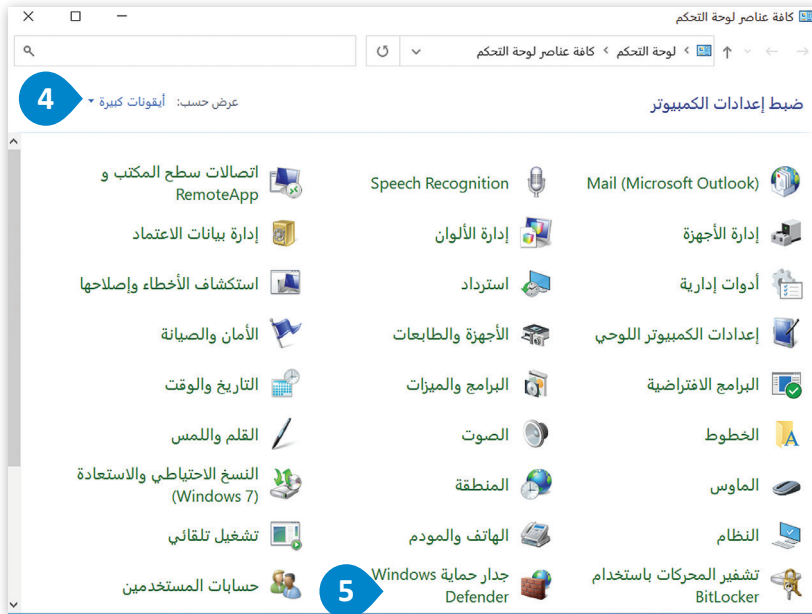 كافة عناصر لوحة التحكم
لوحة التحكم › كافة عناصر لوحة التحكم
ضبط إعدادات الكمبيوتر
عرض حسب: أيقونات كبيرة
4
Mail (Microsoft Outlook)
Speech Recognition
اتصالات سطح المكتب و
RemoteApp
إدارة الأجهزة
إدارة الألوان
إدارة بيانات الاعتماد
أدوات إدارية
استرداد
استكشاف الأخطاء وإصلاحها
إعدادات الكمبيوتر اللوحي
الأجهزة والطابعات
الأمان والصيانة
البرامج الافتراضية
البرامج والميزات
التاريخ والوقت
الخطوط
الصوت
القلم واللمس
الماوس
المنطقة
النسخ الاحتياطي والاستعادة
(Windows 7)
النظام
الهاتف والمودم
تشغيل تلقائي
تشفير المحركات باستخدام
BitLocker
جدار حماية Windows
Defender
5
حسابات المستخدمين